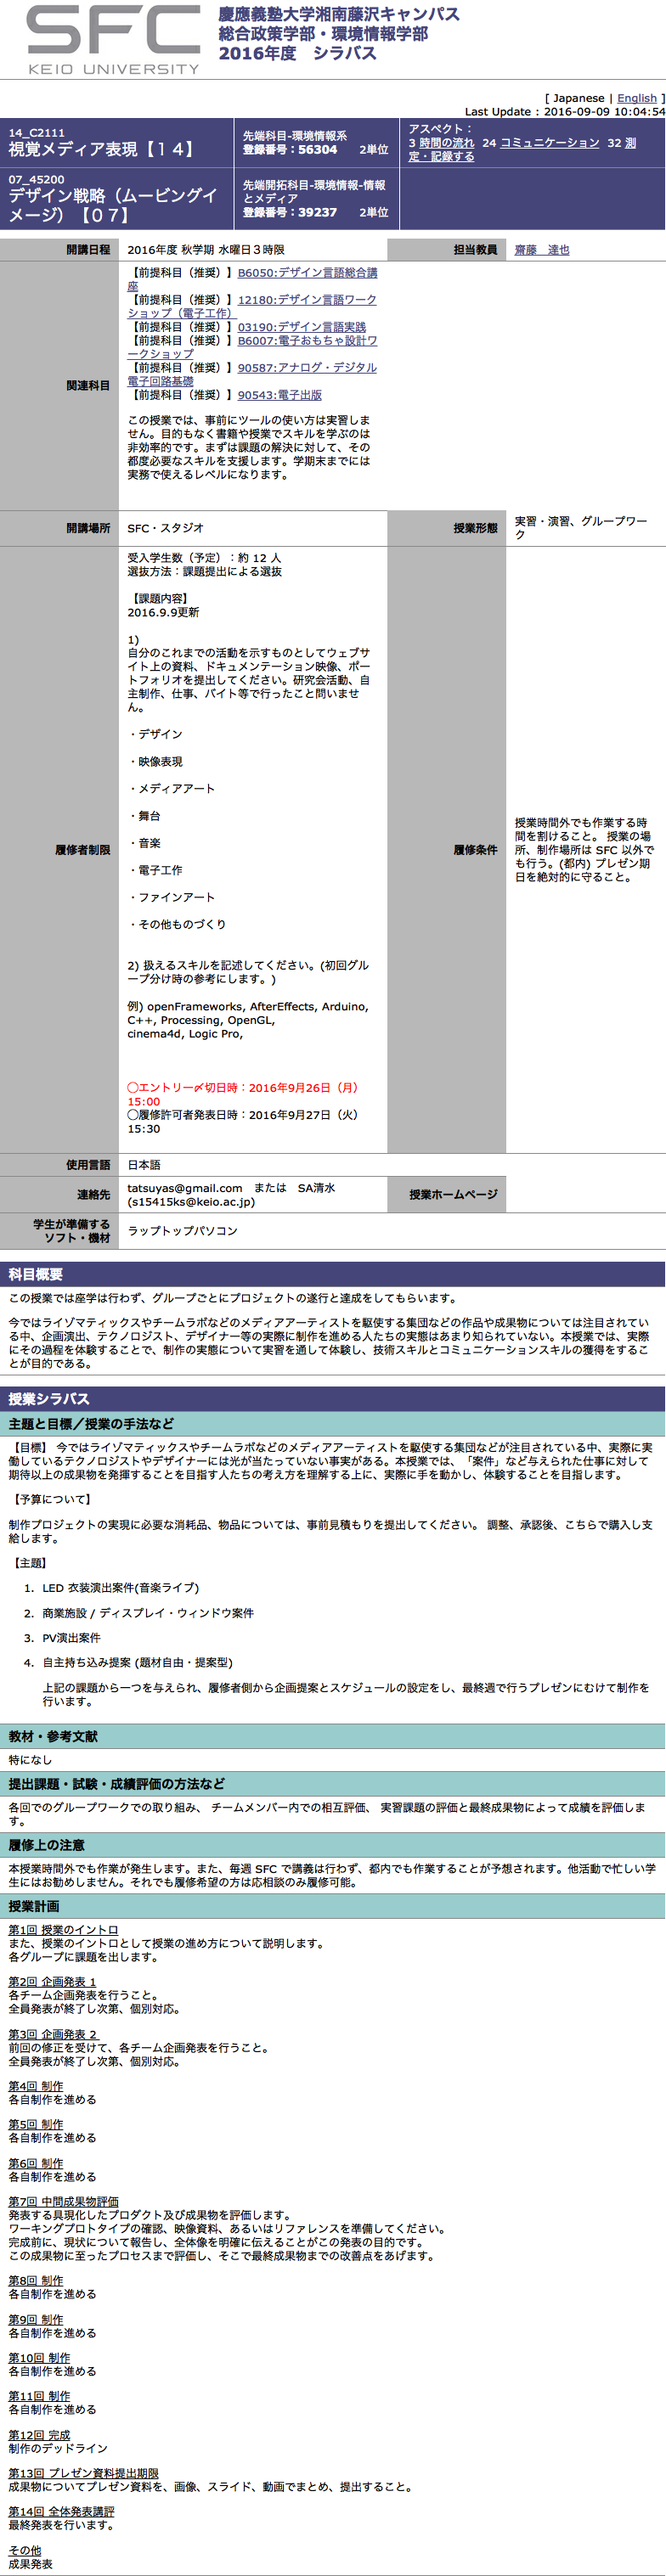 SFC
KEIO UNIVERSITY
慶應義塾大学湘南藤沢キャンパス
総合政策学部・環境情報学部
2016年度　シラバス
[ Japanese | English ]
Last Update : 2016-09-09 10:04:54
14_C2111
視覚メディア表現【１４】
先端科目-環境情報系
登録番号：56304　2単位
アスペクト：
3 時間の流れ 24 コミュニケーション 32 測
定・記録する
07_45200
デザイン戦略（ムービングイ
メージ）【０７】
先端開拓科目-環境情報-情報
とメディア
登録番号：39237　2単位
開講日程
2016年度 秋学期 水曜日３時限
担当教員
齋藤　達也
関連科目
【前提科目（推奨）】B6050:デザイン言語総合講
座
【前提科目（推奨）】12180:デザイン言語ワーク
ショップ（電子工作）
【前提科目（推奨）】03190:デザイン言語実践
【前提科目（推奨）】B6007:電子おもちゃ設計ワ
ークショップ
【前提科目（推奨）】90587:アナログ・デジタル
電子回路基礎
【前提科目（推奨）】90543:電子出版
この授業では、事前にツールの使い方は実習しま
せん。目的もなく書籍や授業でスキルを学ぶのは
非効率的です。まずは課題の解決に対して、その
都度必要なスキルを支援します。学期末までには
実務で使えるレベルになります。
開講場所
SFC・スタジオ
授業形態
実習・演習、グループワー
ク
履修者制限
受入学生数（予定）：約 12 人
選抜方法：課題提出による選抜
【課題内容】
2016.9.9更新
1)
自分のこれまでの活動を示すものとしてウェブサ
イト上の資料、ドキュメンテーション映像、ポー
トフォリオを提出してください。研究会活動、自
主制作、仕事、バイト等で行ったこと問いませ
ん。
・デザイン
・映像表現
・メディアアート
・舞台
・音楽
・電子工作
・ファインアート
・その他ものづくり
2) 扱えるスキルを記述してください。(初回グル
ープ分け時の参考にします。)
例) openFrameworks, AfterEffects, Arduino,
C++, Processing, OpenGL,
cinema4d, Logic Pro,
◯エントリー〆切日時：2016年9月26日（月）
15:00
◯履修許可者発表日時：2016年9月27日（火）
15:30
履修条件
授業時間外でも作業する時
間を割けること。 授業の場
所、制作場所は SFC 以外で
も行う。(都内) プレゼン期
日を絶対的に守ること。
使用言語
日本語
連絡先
tatsuyas@gmail.com　または　SA清水
(s15415ks@keio.ac.jp)
授業ホームページ
学生が準備する
ソフト・機材
ラップトップパソコン
科目概要
この授業では座学は行わず、グループごとにプロジェクトの遂行と達成をしてもらいます。
今ではライゾマティックスやチームラボなどのメディアアーティストを駆使する集団などの作品や成果物については注目されてい
る中、企画演出、テクノロジスト、デザイナー等の実際に制作を進める人たちの実態はあまり知られていない。本授業では、実際
にその過程を体験することで、制作の実態について実習を通して体験し、技術スキルとコミュニケーションスキルの獲得をするこ
とが目的である。
授業シラバス
主題と目標／授業の手法など
【目標】 今ではライゾマティックスやチームラボなどのメディアアーティストを駆使する集団などが注目されている中、実際に実
働しているテクノロジストやデザイナーには光が当たっていない事実がある。本授業では、「案件」など与えられた仕事に対して
期待以上の成果物を発揮することを目指す人たちの考え方を理解する上に、実際に手を動かし、体験することを目指します。
【予算について】
制作プロジェクトの実現に必要な消耗品、物品については、事前見積もりを提出してください。 調整、承認後、こちらで購入し支
給します。
【主題】
1. LED 衣装演出案件(音楽ライブ)
2. 商業施設 / ディスプレイ・ウィンドウ案件
3. PV演出案件
4. 自主持ち込み提案 (題材自由・提案型)
上記の課題から一つを与えられ、履修者側から企画提案とスケジュールの設定をし、最終週で行うプレゼンにむけて制作を
行います。
教材・参考文献
特になし
提出課題・試験・成績評価の方法など
各回でのグループワークでの取り組み、 チームメンバー内での相互評価、 実習課題の評価と最終成果物によって成績を評価しま
す。
履修上の注意
本授業時間外でも作業が発生します。また、毎週 SFC で講義は行わず、都内でも作業することが予想されます。他活動で忙しい学
生にはお勧めしません。それでも履修希望の方は応相談のみ履修可能。
授業計画
第1回 授業のイントロ
また、授業のイントロとして授業の進め方について説明します。
各グループに課題を出します。
第2回 企画発表 1
各チーム企画発表を行うこと。
全員発表が終了し次第、個別対応。
第3回 企画発表 2
前回の修正を受けて、各チーム企画発表を行うこと。
全員発表が終了し次第、個別対応。
第4回 制作
各自制作を進める
第5回 制作
各自制作を進める
第6回 制作
各自制作を進める
第7回 中間成果物評価
発表する具現化したプロダクト及び成果物を評価します。
ワーキングプロトタイプの確認、映像資料、あるいはリファレンスを準備してください。
完成前に、現状について報告し、全体像を明確に伝えることがこの発表の目的です。
この成果物に至ったプロセスまで評価し、そこで最終成果物までの改善点をあげます。
第8回 制作
各自制作を進める
第9回 制作
各自制作を進める
第10回 制作
各自制作を進める
第11回 制作
各自制作を進める
第12回 完成
制作のデッドライン
第13回 プレゼン資料提出期限
成果物についてプレゼン資料を、画像、スライド、動画でまとめ、提出すること。
第14回 全体発表講評
最終発表を行います。
その他
成果発表